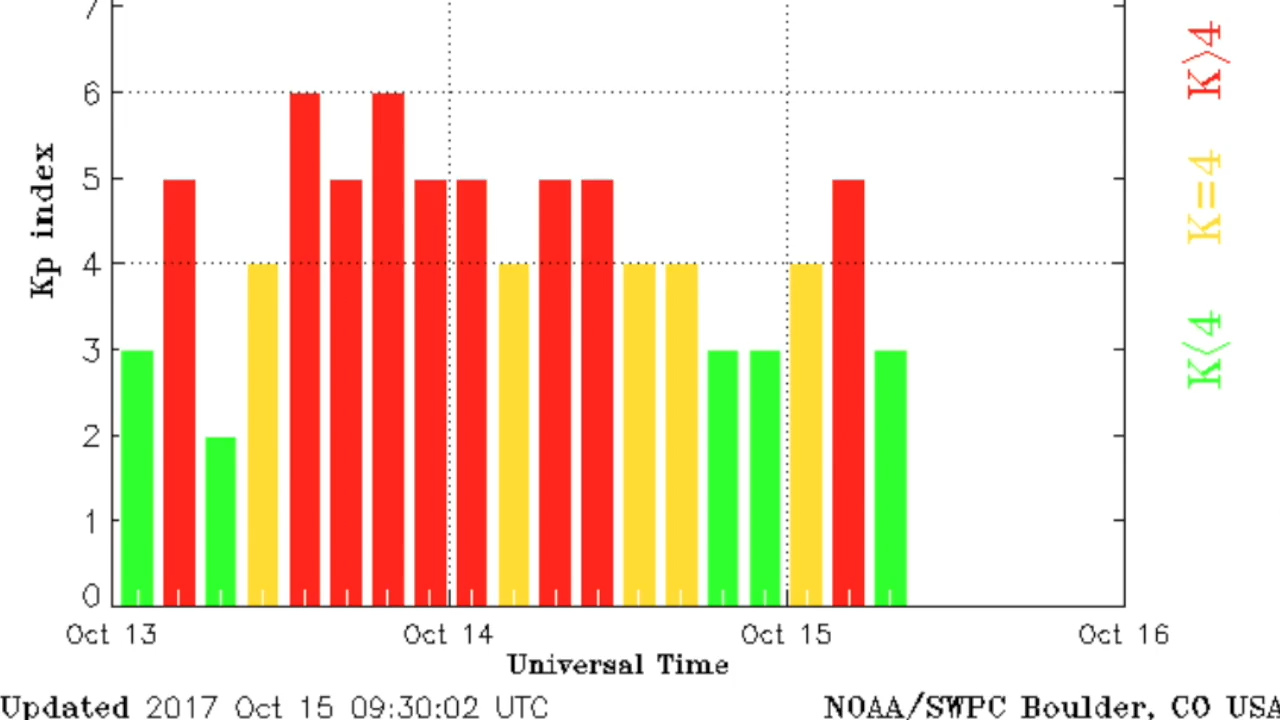 7
6
5
4
3
2
1
0
Kp index
Oct 13 Oct 14 Oct 15 Oct 16
Universal Time
K>4
K=4
K<4
Updated 2017 Oct 15 09:30:02 UTC
NOAA/SWPC Boulder, CO USA